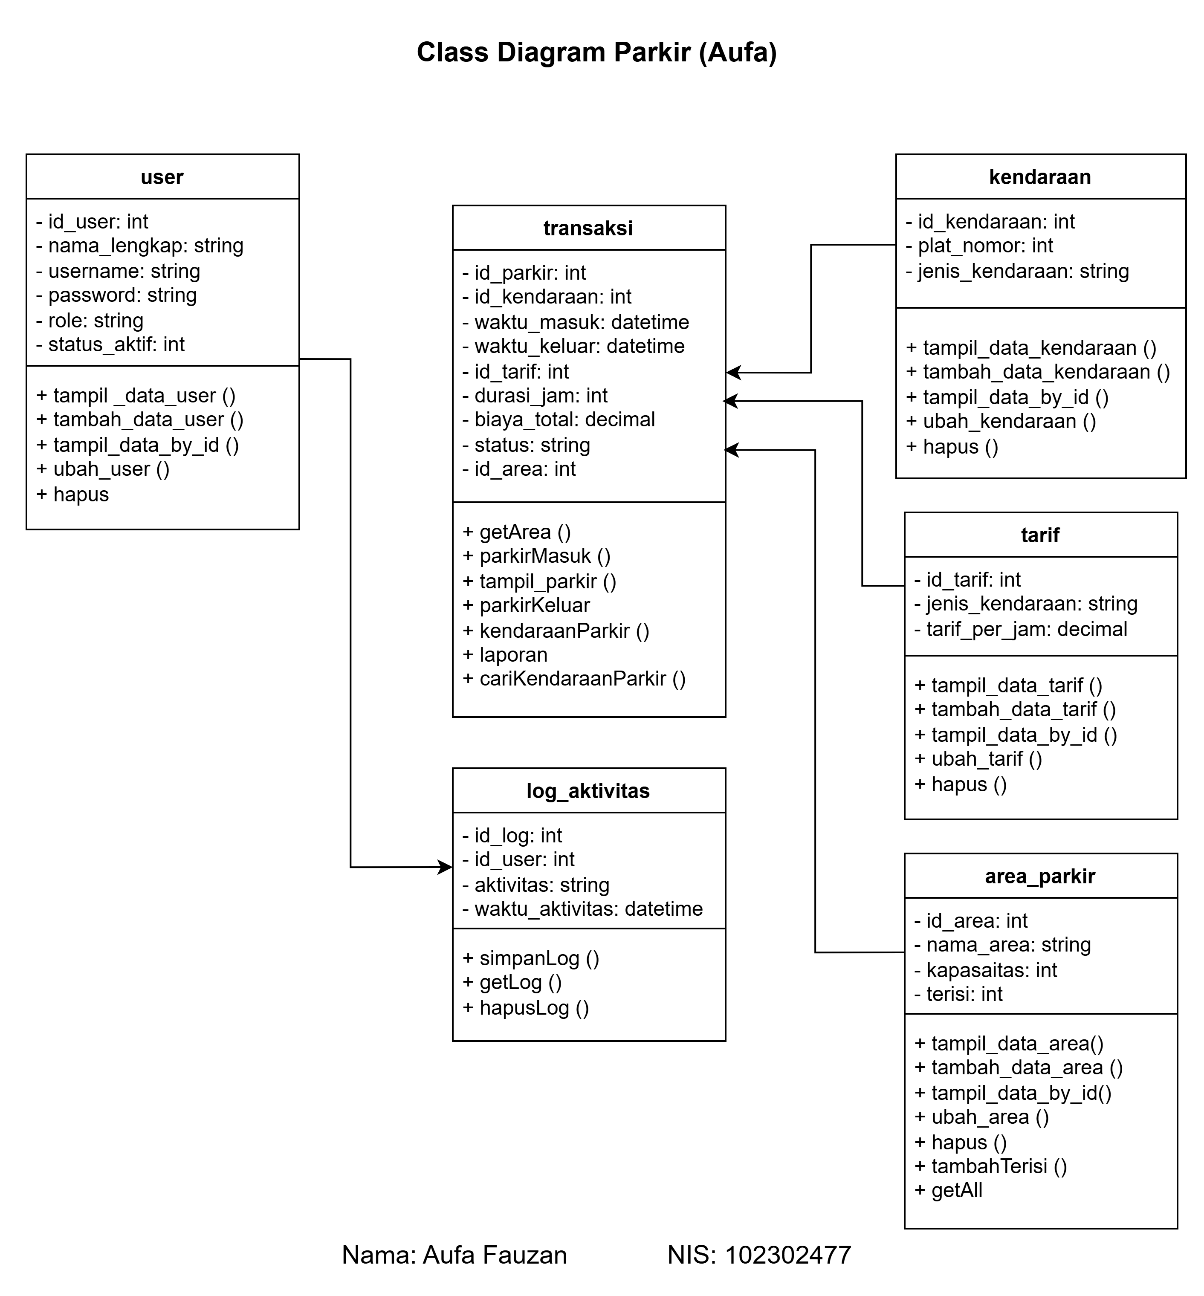 Class Diagram Parkir (Aufa)
user
- id_user: int
- nama_lengkap: string
- username: string
- password: string
- role: string
- status_aktif: int
+ tampil _data_user ()
+ tambah_data_user ()
+ tampil_data_by_id ()
+ ubah_user ()
+ hapus
transaksi
- id_parkir: int
- id_kendaraan: int
- waktu_masuk: datetime
- waktu_keluar: datetime
- id_tarif: int
- durasi_jam: int
- biaya_total: decimal
- status: string
- id_area: int
+ getArea ()
+ parkirMasuk ()
+ tampil_parkir ()
+ parkirKeluar
+ kendaraanParkir ()
+ laporan
+ cariKendaraanParkir ()
log_aktivitas
- id_log: int
- id_user: int
- aktivitas: string
- waktu_aktivitas: datetime
+ simpanLog ()
+ getLog ()
+ hapusLog ()
kendaraan
- id_kendaraan: int
- plat_nomor: int
- jenis_kendaraan: string
+ tampil_data_kendaraan ()
+ tambah_data_kendaraan ()
+ tampil_data_by_id ()
+ ubah_kendaraan ()
+ hapus ()
tarif
- id_tarif: int
- jenis_kendaraan: string
- tarif_per_jam: decimal
+ tampil_data_tarif ()
+ tambah_data_tarif ()
+ tampil_data_by_id ()
+ ubah_tarif ()
+ hapus ()
area_parkir
- id_area: int
- nama_area: string
- kapasaitas: int
- terisi: int
+ tampil_data_area()
+ tambah_data_area ()
+ tampil_data_by_id()
+ ubah_area ()
+ hapus ()
+ tambahTerisi ()
+ getAll
Nama: Aufa Fauzan NIS: 102302477